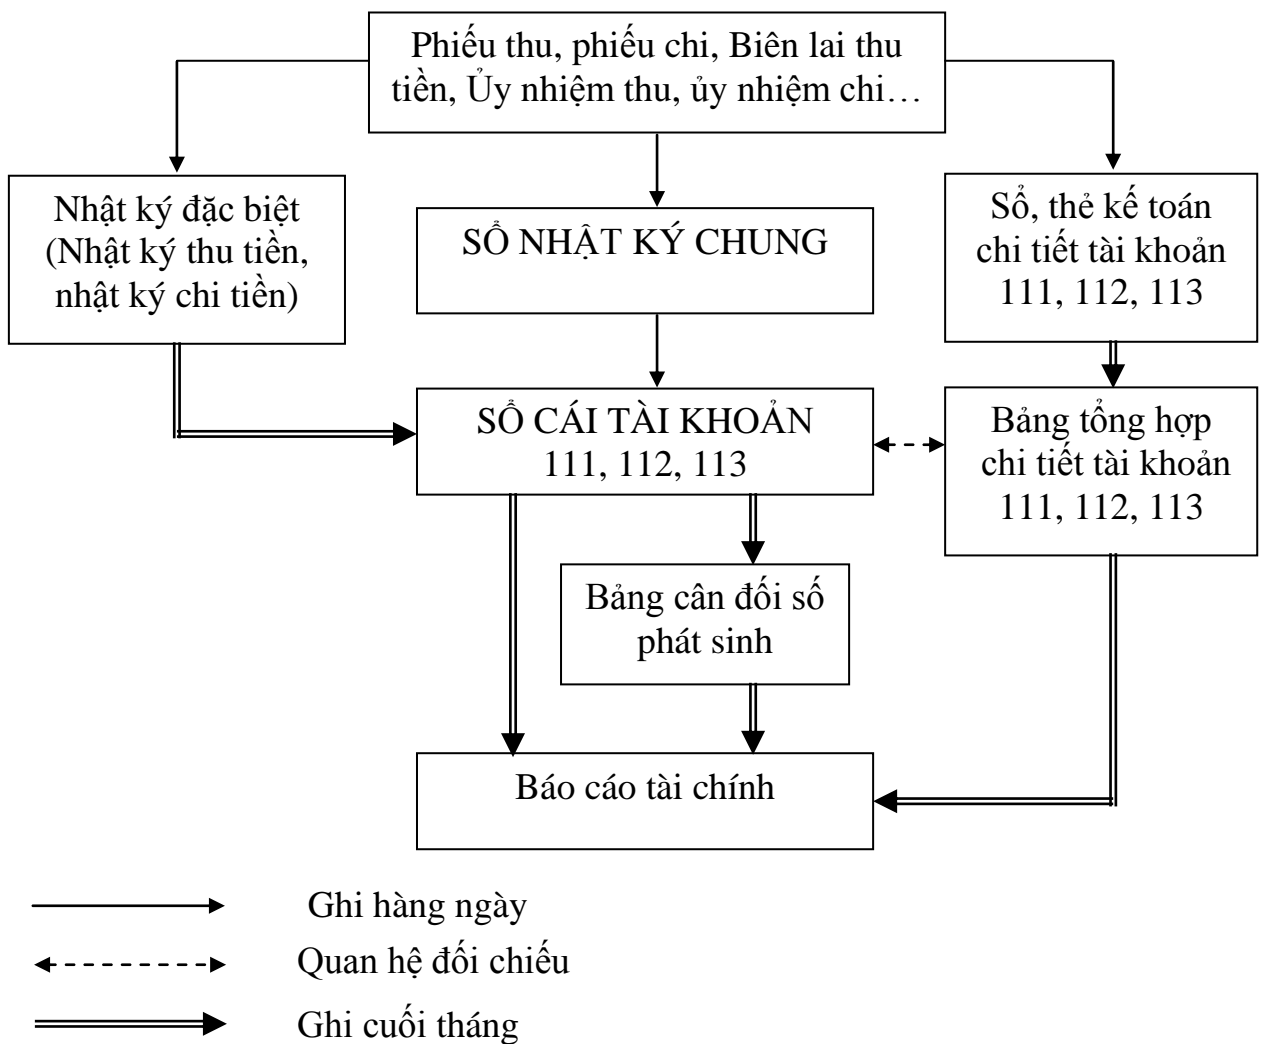 Phiếu thu, phiếu chi, Biên lai thu
tiền, Ủy nhiệm thu, ủy nhiệm chi…
Nhật ký đặc biệt
(Nhật ký thu tiền,
nhật ký chi tiền)
SỔ NHẬT KÝ CHUNG
Sổ, thẻ kế toán
chi tiết tài khoản
111, 112, 113
SỔ CÁI TÀI KHOẢN
111, 112, 113
Bảng tổng hợp
chi tiết tài khoản
111, 112, 113
Bảng cân đối số
phát sinh
Báo cáo tài chính
Ghi hàng ngày
Quan hệ đối chiếu
Ghi cuối tháng